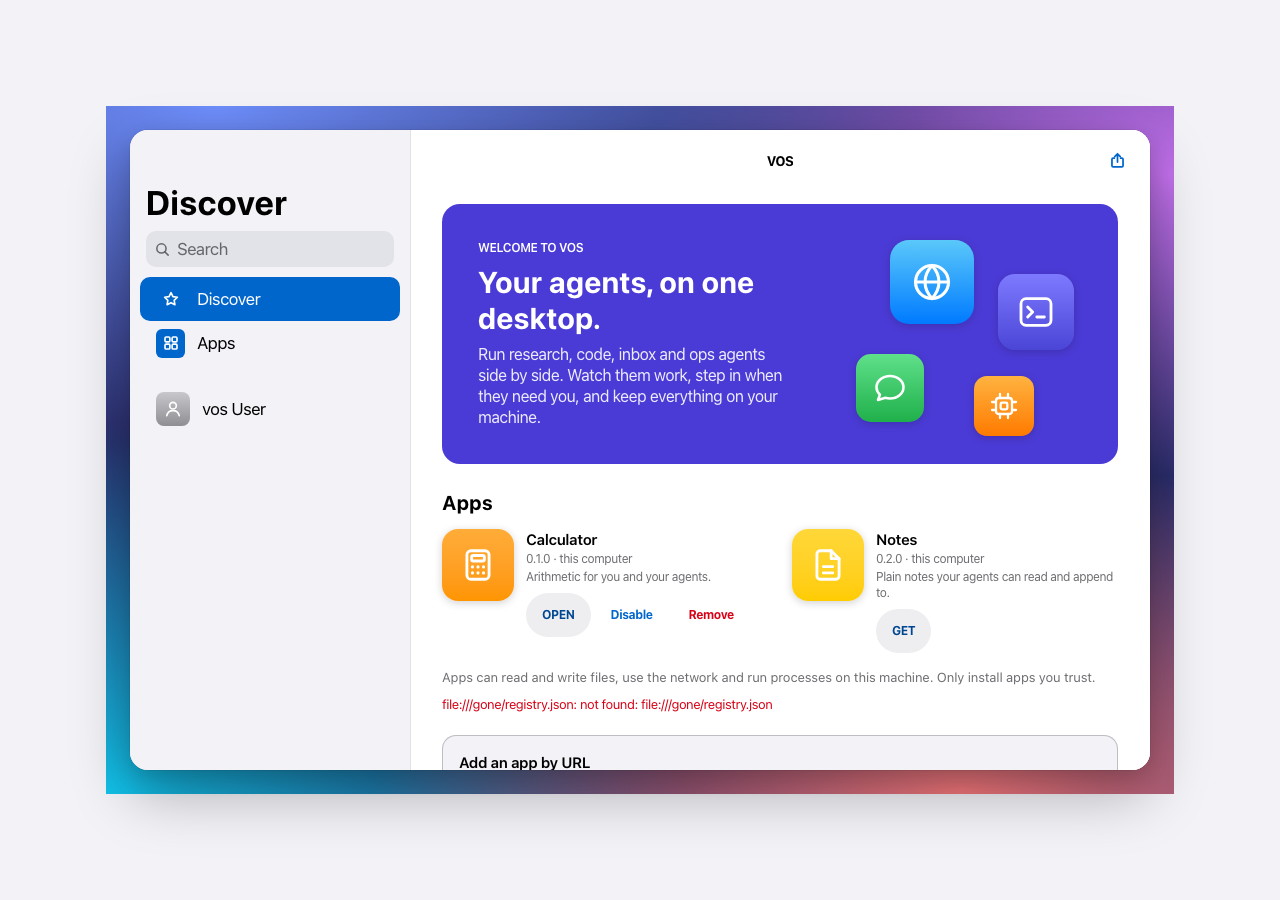 Discover
Search
Discover
Apps
vos User
VOS
WELCOME TO VOS
Your agents, on one
desktop.
Run research, code, inbox and ops agents
side by side. Watch them work, step in when
they need you, and keep everything on your
machine.
Apps
Calculator
0.1.0 · this computer
Arithmetic for you and your agents.
OPEN
Disable
Remove
Notes
0.2.0 · this computer
Plain notes your agents can read and append
to.
GET
Apps can read and write files, use the network and run processes on this machine. Only install apps you trust.
file:///gone/registry.json: not found: file:///gone/registry.json
Add an app by URL